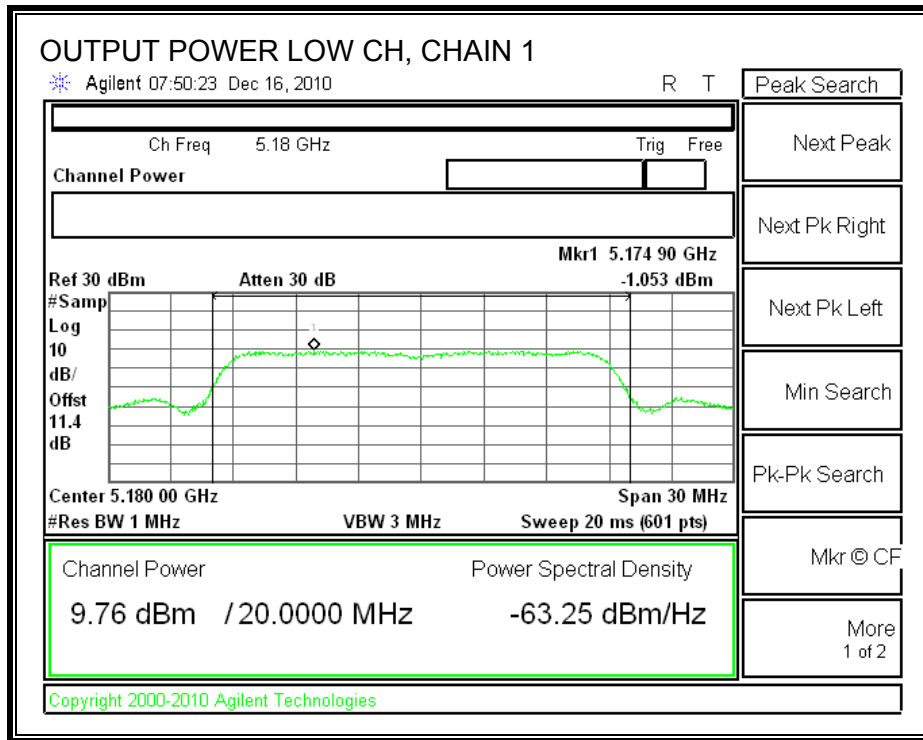 OUTPUT POWER LOW CH, CHAIN 1
Agilent 07:50:23 Dec 16, 2010 R T
Peak Search
Ch Freq 5.18 GHz Trig Free
Channel Power
Next Peak
Next Pk Right
Mkr1 5.174 90 GHz
Ref 30 dBm Atten 30 dB -1.053 dBm
#Samp
Log
10
dB/
Offst
11.4
dB
1
Next Pk Left
Min Search
Pk-Pk Search
Center 5.180 00 GHz Span 30 MHz
#Res BW 1 MHz VBW 3 MHz Sweep 20 ms (601 pts)
Channel Power Power Spectral Density
9.76 dBm /20.0000 MHz -63.25 dBm/Hz
Mkr © CF
More
1 of 2
Copyright 2000-2010 Agilent Technologies